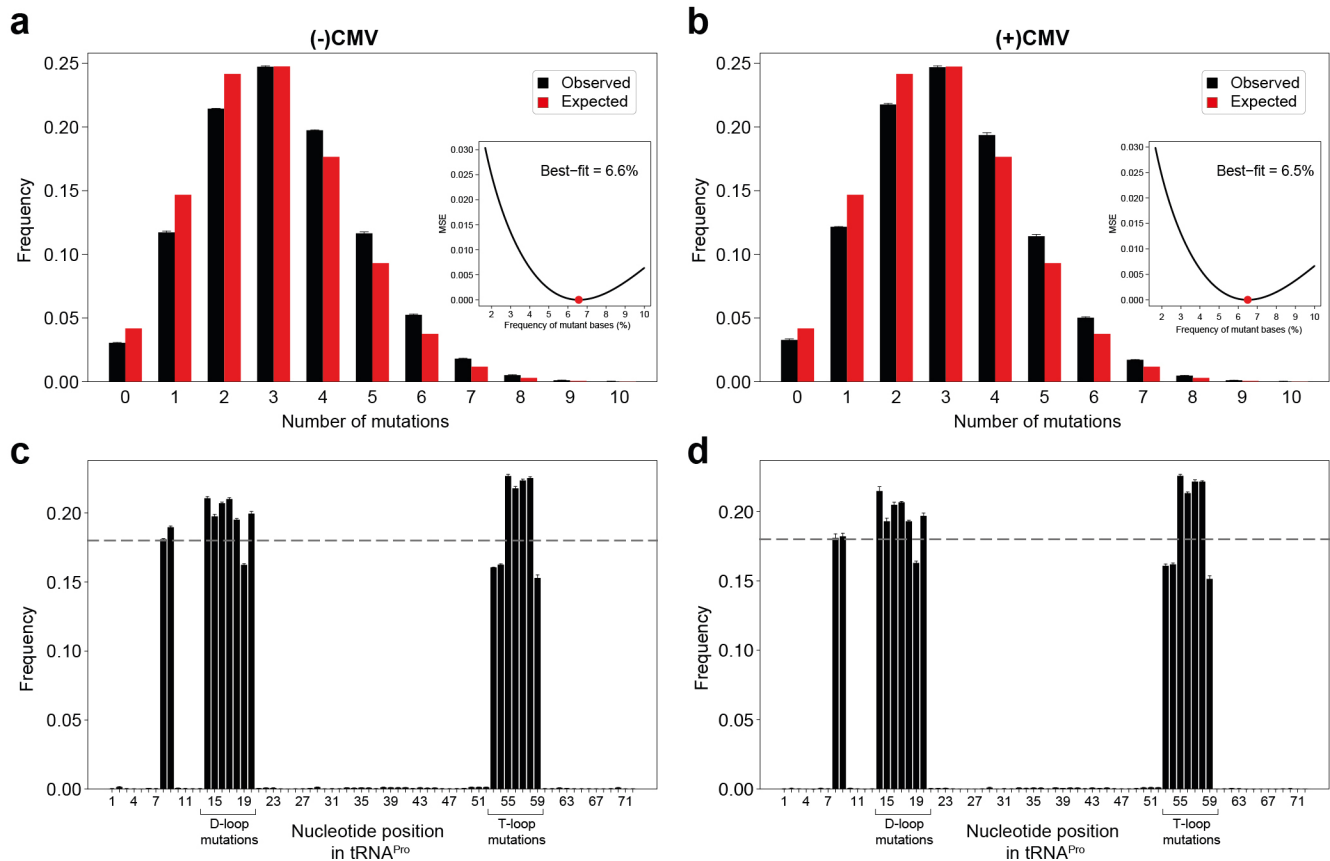 a
(-)CMV
0.25
0.20
0.15
0.10
0.05
0.00
Frequency
Observed
Expected
0.030
0.025
0.020
0.015
0.010
0.005
0.000
MSE
Best-fit = 6.6%
2 3 4 5 6 7 8 9 10
Frequency of mutant bases (%)
0 1 2 3 4 5 6 7 8 9 10
Number of mutations
b
(+)CMV
0.25
0.20
0.15
0.10
0.05
0.00
Frequency
Observed
Expected
0.030
0.025
0.020
0.015
0.010
0.005
0.000
MSE
Best-fit = 6.5%
2 3 4 5 6 7 8 9 10
Frequency of mutant bases (%)
0 1 2 3 4 5 6 7 8 9 10
Number of mutations
c
0.20
0.15
0.10
0.05
0.00
Frequency
1 4 7 11 15 19 23 27 31 35 39 43 47 51 55 59 63 67 71
D-loop
mutations
Nucleotide position
in tRNAPro
T-loop
mutations
d
0.20
0.15
0.10
0.05
0.00
Frequency
1 4 7 11 15 19 23 27 31 35 39 43 47 51 55 59 63 67 71
D-loop
mutations
Nucleotide position
in tRNAPro
T-loop
mutations